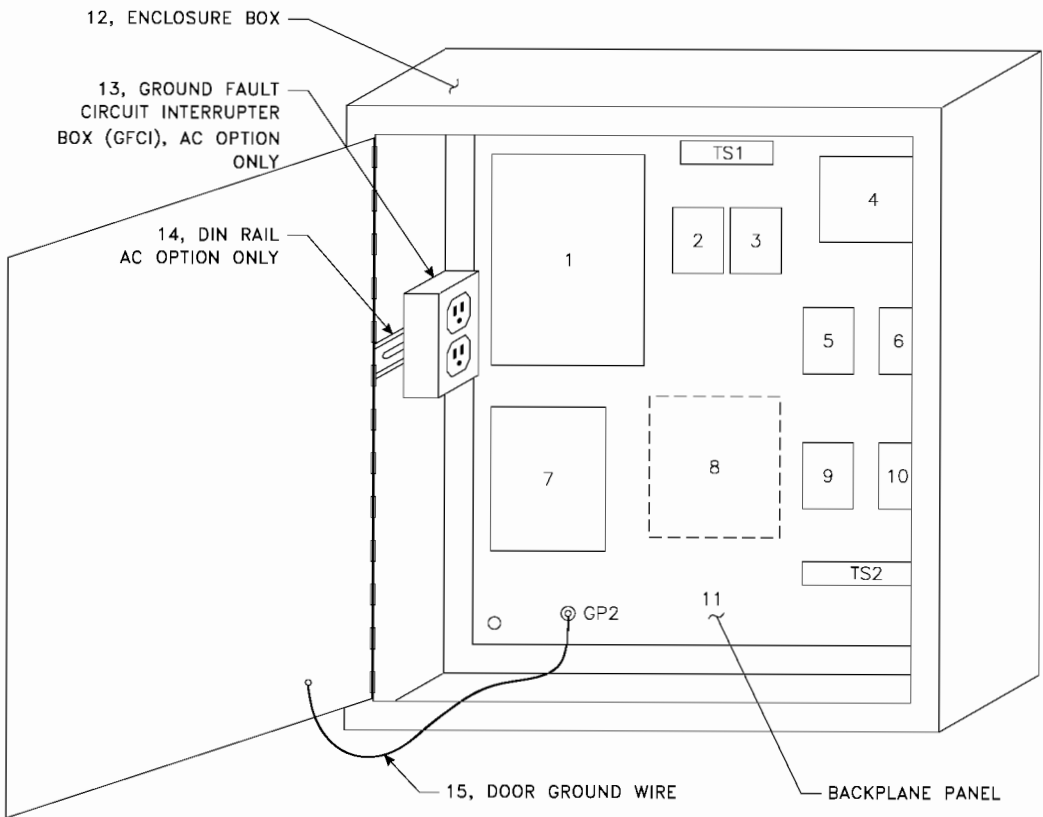 12, ENCLOSURE BOX
13, GROUND FAULT
CIRCUIT INTERRUPTER
BOX (GFCI), AC OPTION
ONLY
14, DIN RAIL
AC OPTION ONLY
TS1
1
2
3
4
5
6
7
8
9
10
TS2
GP2
11
15, DOOR GROUND WIRE
BACKPLANE PANEL